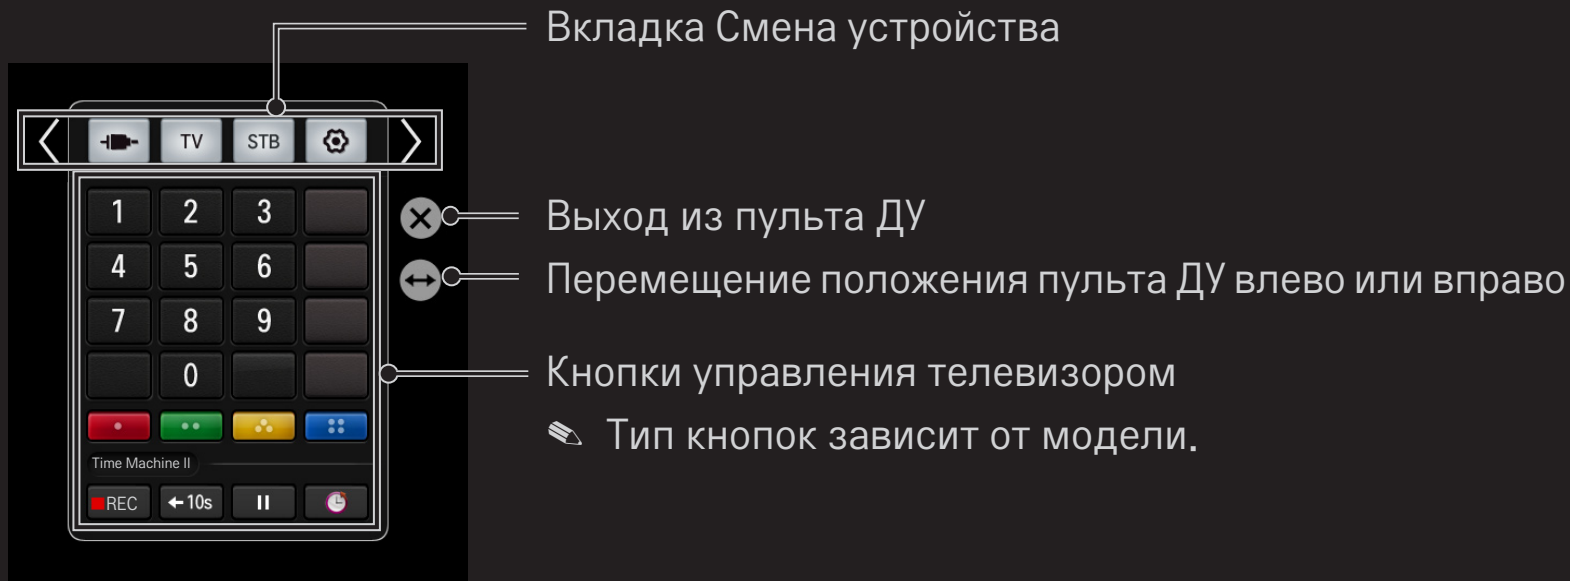 Вкладка Смена устройства
TV STB
1 2 3
Выход из пульта ДУ
4 5 6
Перемещение положения пульта ДУ влево или вправо
7 8 9
0
Кнопки управления телевизором
✎ Тип кнопок зависит от модели.
Time Machine II
REC ←10s